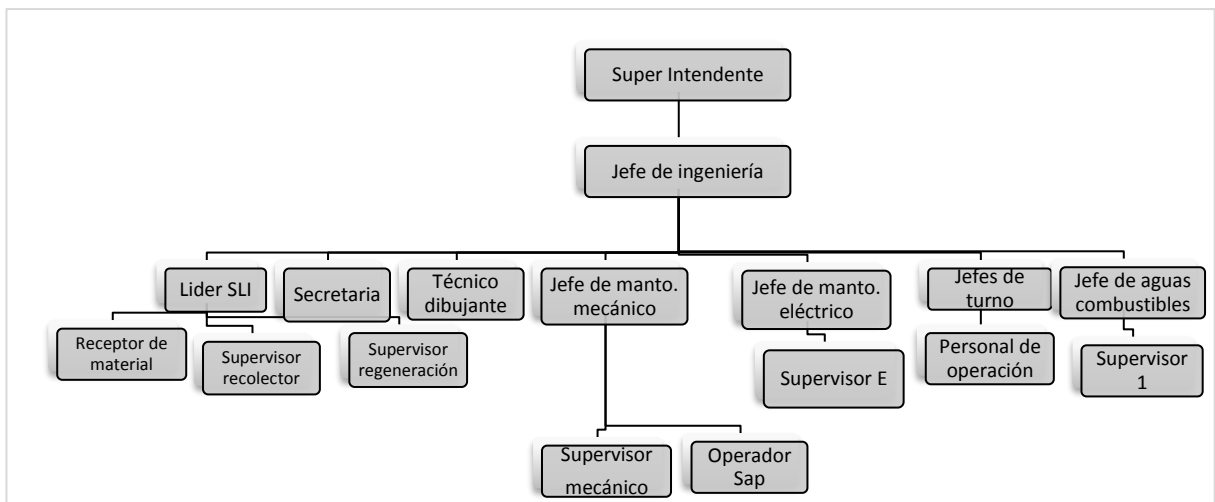 Super Intendente
Jefe de ingeniería
Lider SLI
Secretaria
Técnico
dibujante
Jefe de manto.
mecánico
Jefe de manto.
eléctrico
Jefes de
turno
Jefe de aguas
combustibles
Receptor de
material
Supervisor
recolector
Supervisor
regeneración
Supervisor E
Personal de
operación
Supervisor
1
Supervisor
mecánico
Operador
Sap